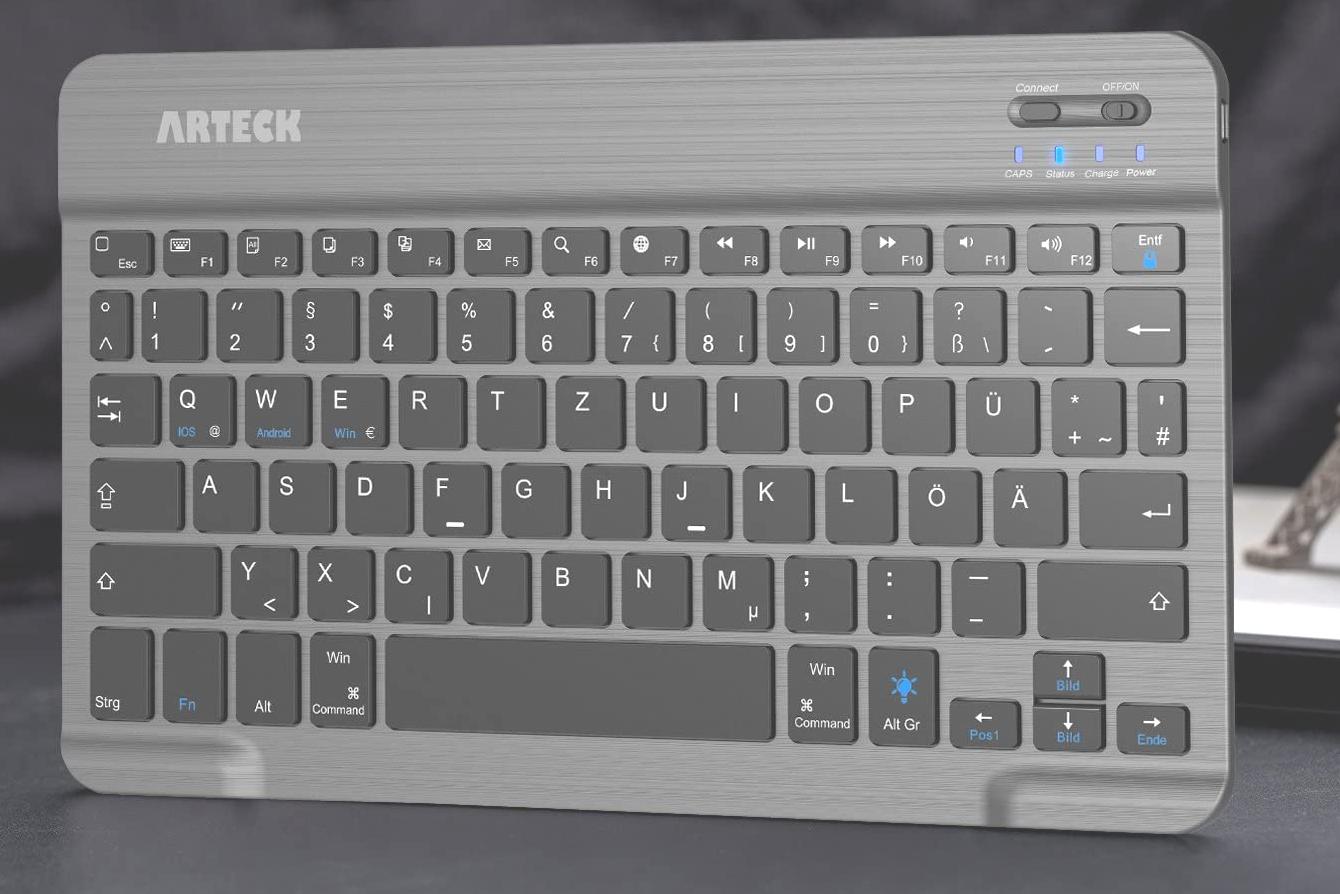 ARTECK
Connect OFF/ON
CAPS Status Charge Power
Esc F1 All F2 F3 F4 F5 F6 F7 F8 F9 F10 F11 F12 Entf
° ! " § $ % & / ( ) = ? `
^ 1 2 3 4 5 6 7 { 8 [ 9 ] 0 } ß \ ´
Q W E R T Z U I O P Ü * '
IOS @ Android Win € + ~ #
A S D F G H J K L Ö Ä
Y X C V B N M ; : —
< > | µ , . _
Win Win
Strg Fn Alt ⌘ ⌘ Alt Gr
Command Command
↑
Bild
← ↓ →
Pos1 Bild Ende